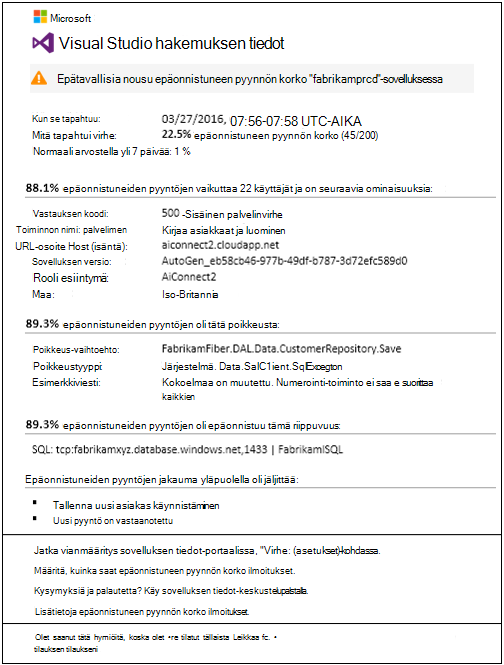 Microsoft
Visual Studio hakemuksen tiedot
Epätavallisia nousu epäonnistuneen pyynnön korko "fabrikamprcd"-sovelluksessa
Kun se tapahtuu: 03/27/2016, 07:56-07:58 UTC-AIKA
Mitä tapahtui virhe: 22.5% epäonnistuneen pyynnön korko (45/200)
Normaali arvostella yli 7 päivää: 1 %
88.1% epäonnistuneiden pyyntöjen vaikuttaa 22 käyttäjät ja on seuraavia ominaisuuksia:
Vastauksen koodi: 500 -Sisäinen palvelinvirhe
Toiminnon nimi: palvelimen Kirjaa asiakkaat ja luominen
URL-osoite Host (isäntä): aiconnect2.cloudapp.net
Sovelluksen versio: AutoGen_eb58cb46-977b-49df-b787-3d72efc589d0
Rooli esiintymä: AiConnect2
Maa: Iso-Britannia
89.3% epäonnistuneiden pyyntöjen oli tätä poikkeusta:
Poikkeus-vaihtoehto: FabrikamFiber.DAL.Data.CustomerRepository.Save
Poikkeustyyppi: Järjestelmä. Data.SalC1ient.SqlExcegton
Esimerkkiviesti: Kokoelmaa on muutettu. Numerointi-toiminto ei saa e suorittaa
kaikkien
89.3% epäonnistuneiden pyyntöjen oli epäonnistuu tämä riippuvuus:
SQL: tcp:fabrikamxyz.database.windows.net,1433 | FabrikamISQL
Epäonnistuneiden pyyntöjen jakauma yläpuolella oli jäljittää:
Tallenna uusi asiakas käynnistäminen
Uusi pyyntö on vastaanotettu
Jatka vianmääritys sovelluksen tiedot-portaalissa, "Virhe: (asetukset)-kohdassa.
Määritä, kuinka saat epäonnistuneen pyynnön korko ilmoitukset.
Kysymyksiä ja palautetta? Käy sovelluksen tiedot-keskustelupalstalla.
Lisätietoja epäonnistuneen pyynnön korko ilmoitukset.
Olet saanut tätä hymiöitä, koska olet •re tilatut tällaista Leikkaa fc. •
tilauksen tilaukseni